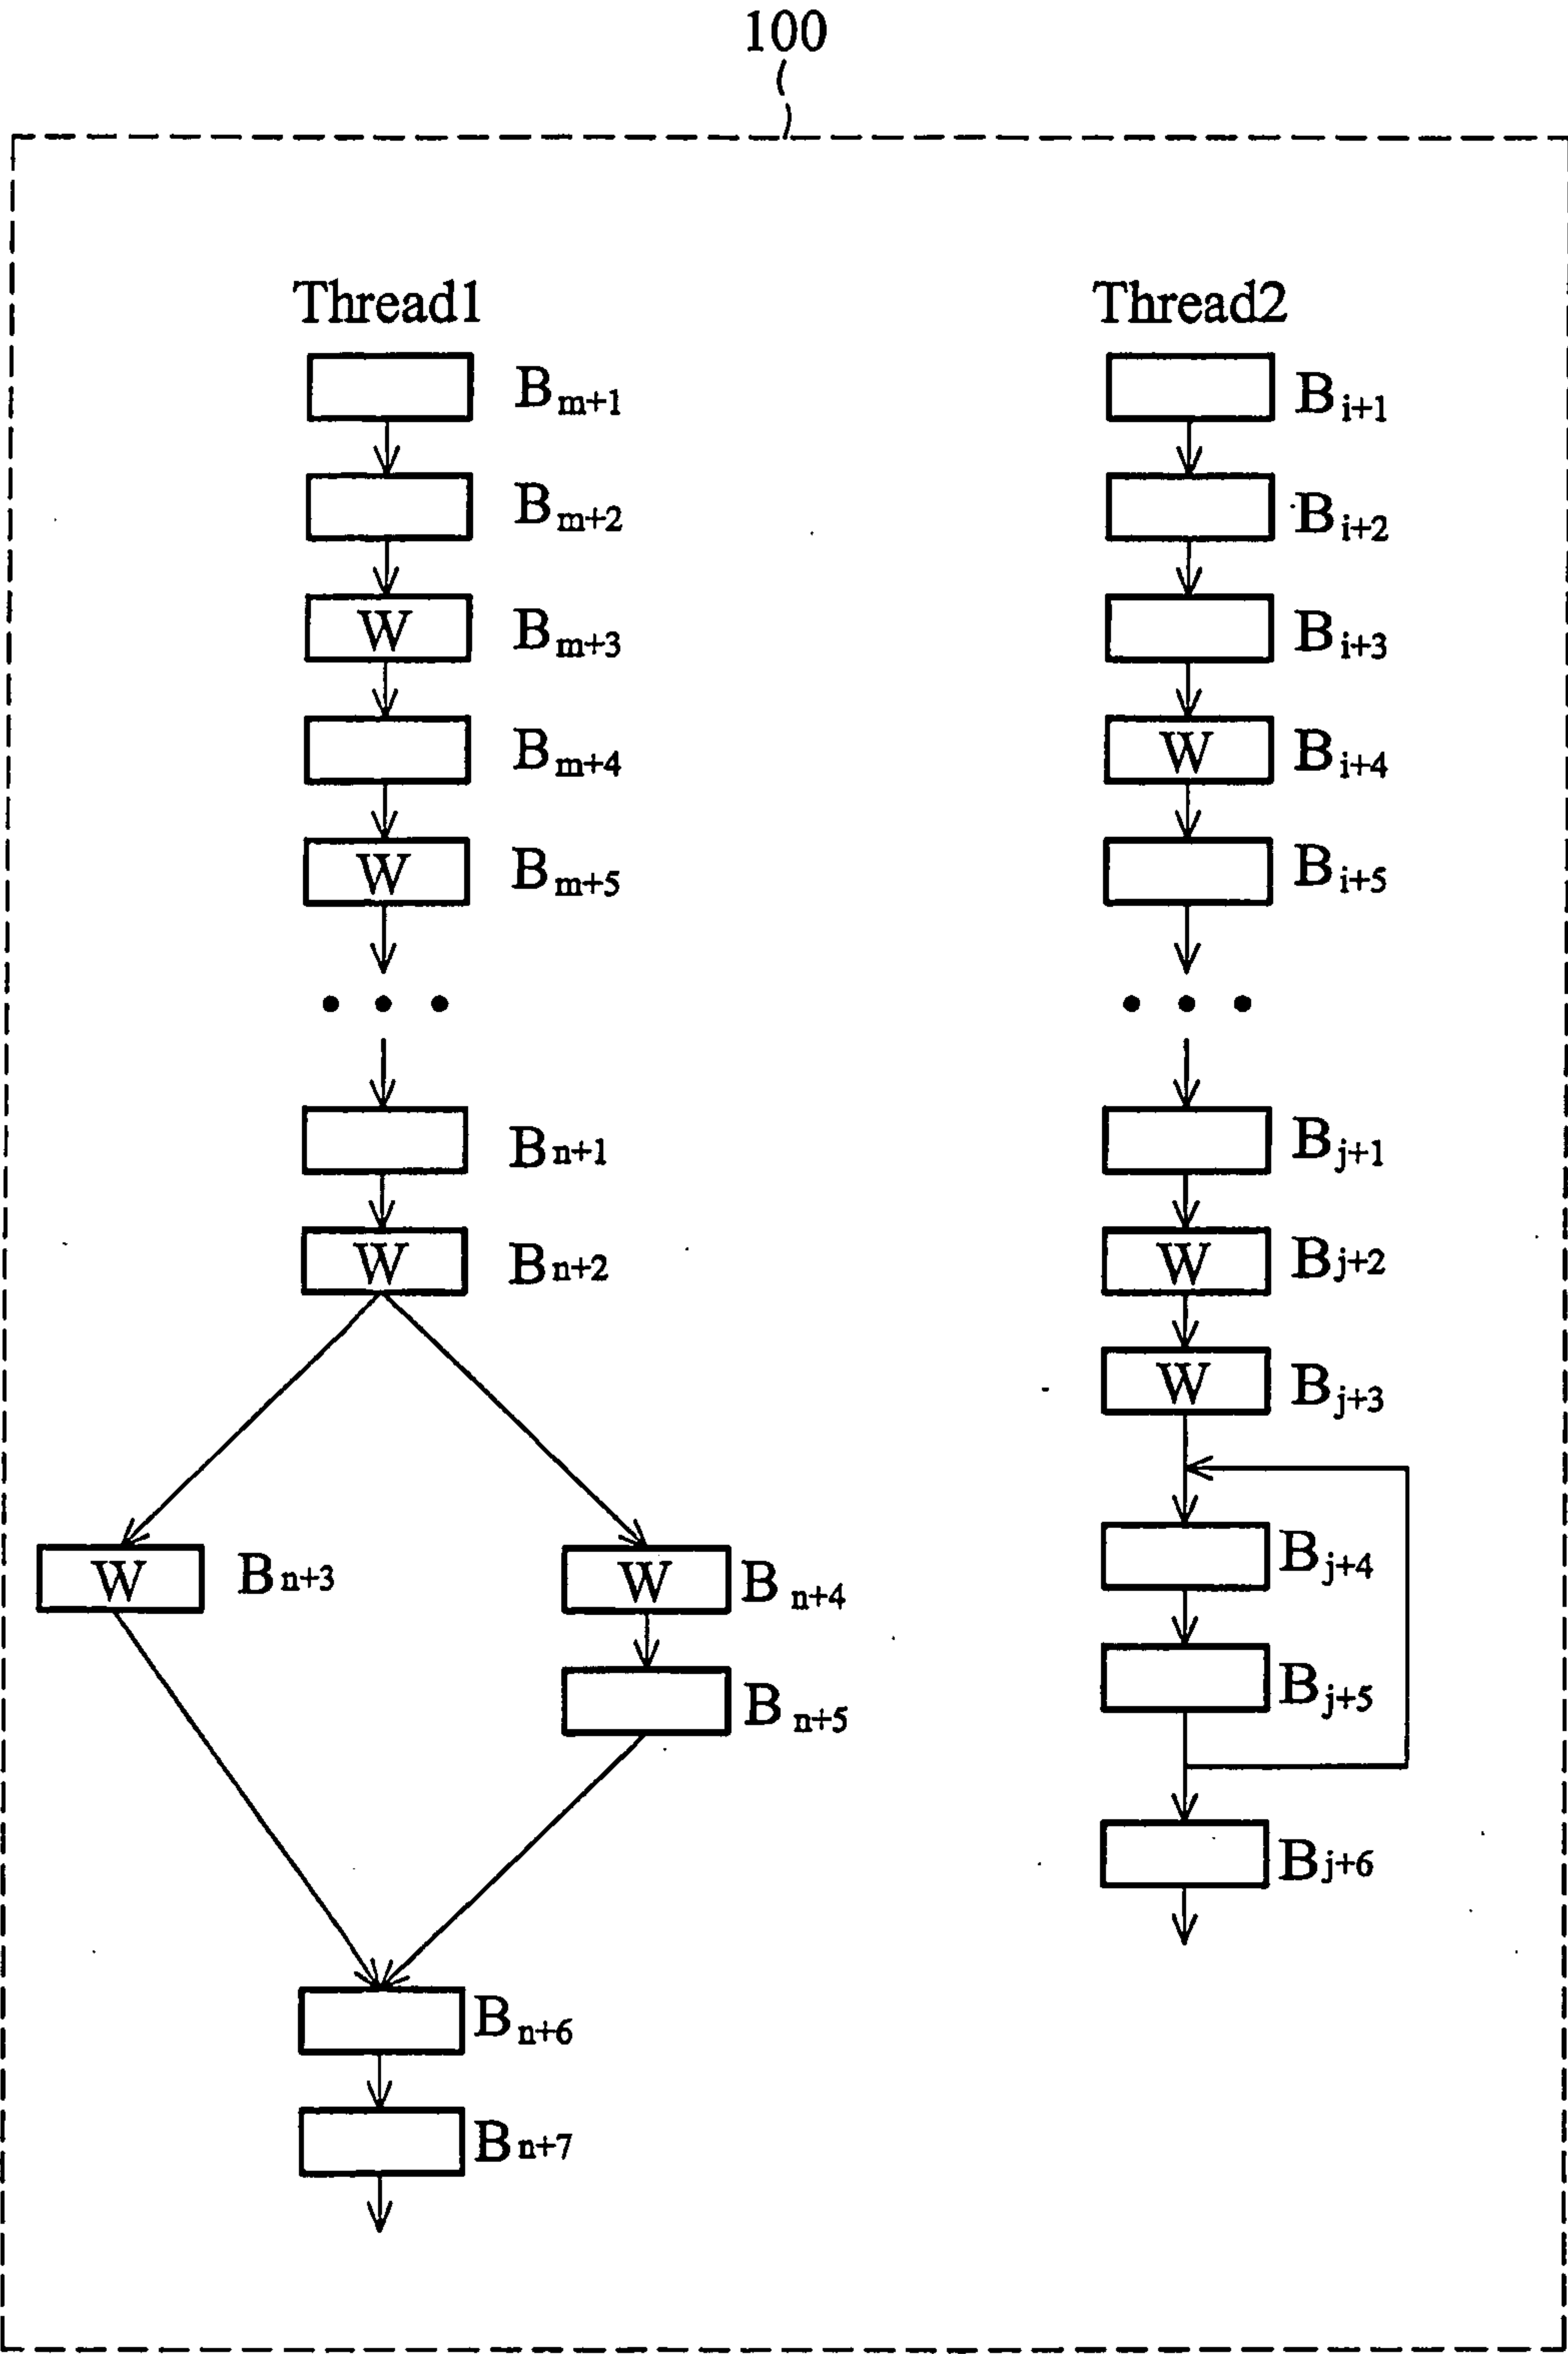 100
Thread1
B m+1
B m+2
W B m+3
B m+4
W B m+5
• • •
B n+1
W B n+2
W B n+3
W B n+4
B n+5
B n+6
B n+7
Thread2
B i+1
B i+2
B i+3
W B i+4
B i+5
• • •
B j+1
W B j+2
W B j+3
B j+4
B j+5
B j+6